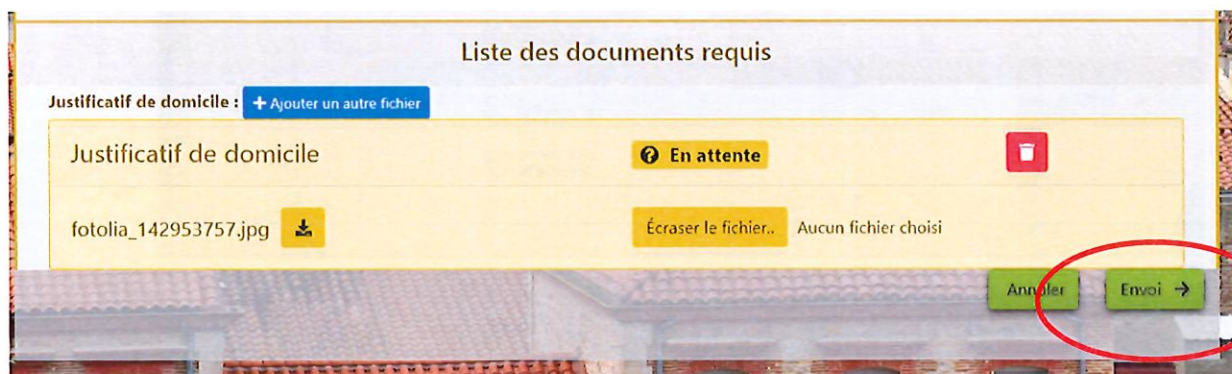 Liste des documents requis
Justificatif de domicile : + Ajouter un autre fichier
Justificatif de domicile
? En attente
fotolia_142953757.jpg
Écraser le fichier.. Aucun fichier choisi
Annuler Envoi →